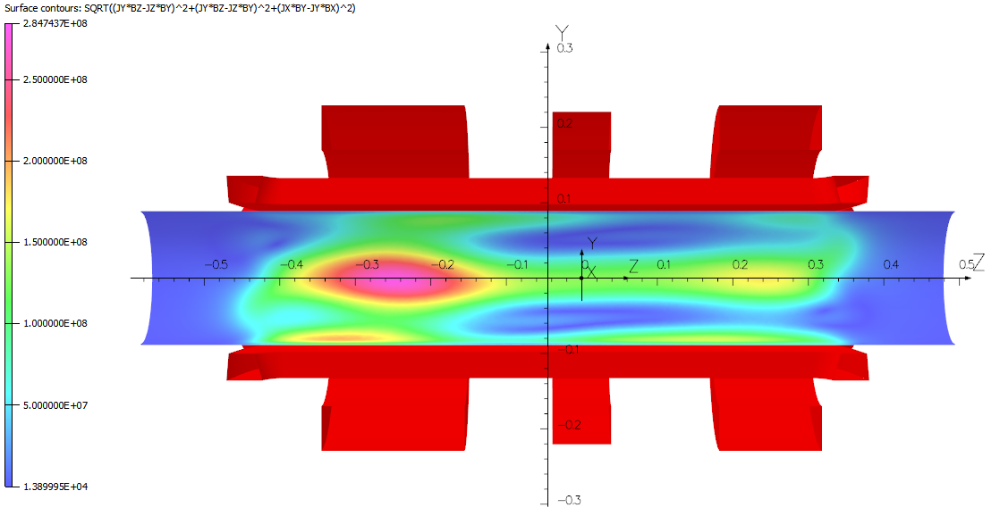 Surface contours: SQRT((JY*BZ-JZ*BY)^2+(JY*BZ-JZ*BY)^2+(JX*BY-JY*BX)^2)
2.847437E+08
2.500000E+08
2.000000E+08
1.500000E+08
1.000000E+08
5.000000E+07
1.389995E+04
Y
0.3
0.2
0.1
-0.1
-0.2
-0.3
-0.5
-0.4
-0.3
-0.2
-0.1
0.
0.1
0.2
0.3
0.4
0.5
Z
Y
Z
X